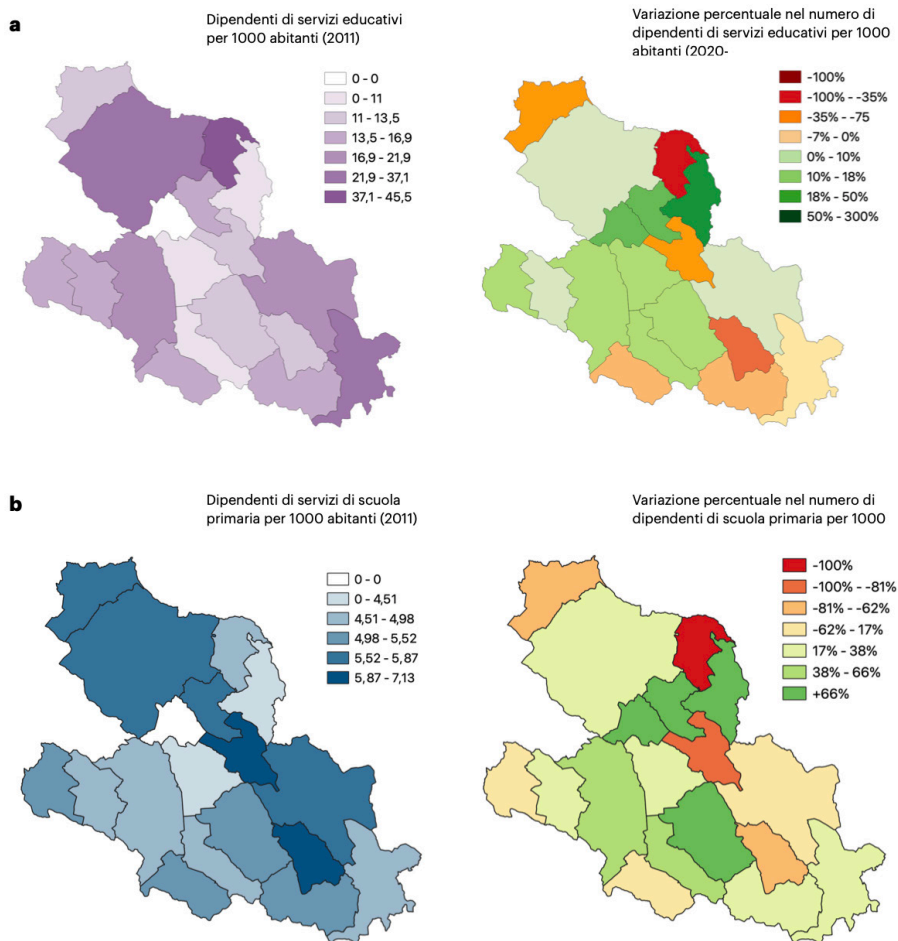 a
Dipendenti di servizi educativi
per 1000 abitanti (2011)
0 - 0
0 - 11
11 - 13,5
13,5 - 16,9
16,9 - 21,9
21,9 - 37,1
37,1 - 45,5
Variazione percentuale nel numero di
dipendenti di servizi educativi per 1000
abitanti (2020-
-100%
-100% - -35%
-35% - -75
-7% - 0%
0% - 10%
10% - 18%
18% - 50%
50% - 300%
b
Dipendenti di servizi di scuola
primaria per 1000 abitanti (2011)
0 - 0
0 - 4,51
4,51 - 4,98
4,98 - 5,52
5,52 - 5,87
5,87 - 7,13
Variazione percentuale nel numero di
dipendenti di scuola primaria per 1000
-100%
-100% - -81%
-81% - -62%
-62% - 17%
17% - 38%
38% - 66%
+66%